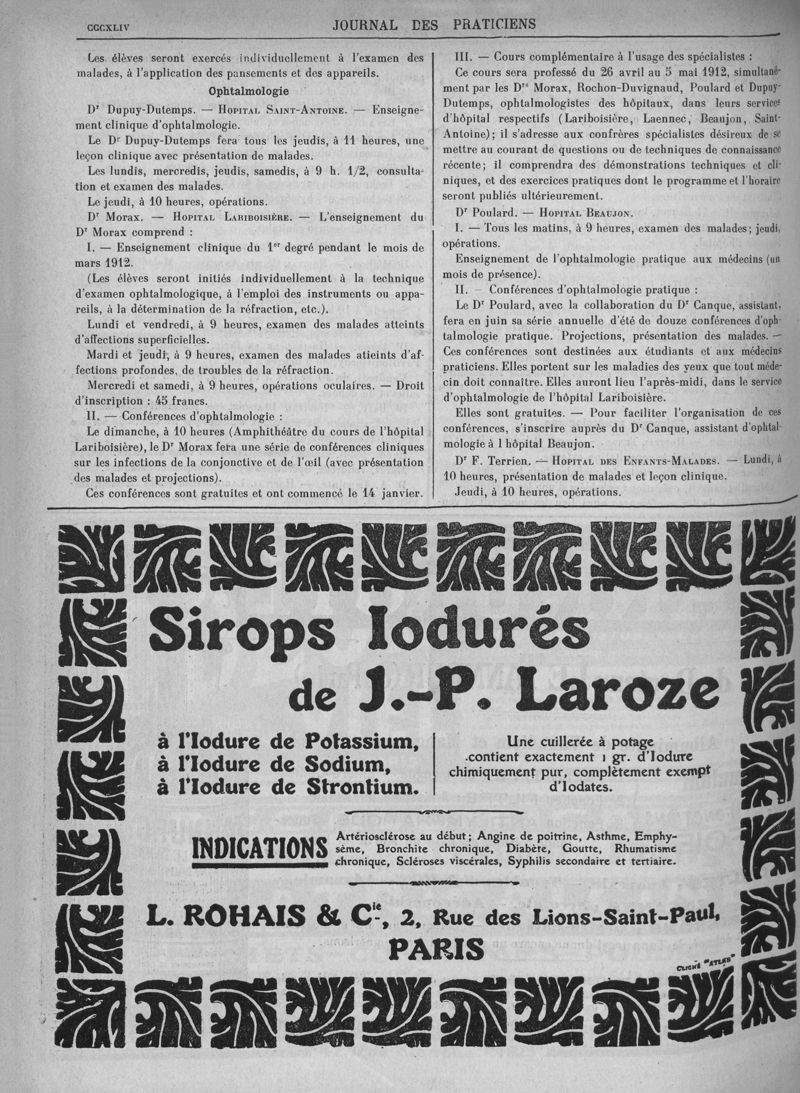 CCCXLIV
JOURNAL DES PRATICIENS
Les élèves seront exercés individuellement à l'examen des
malades, à l'application des pansements et des appareils.
Ophtalmologie
Dr Dupuy-Dutemps. — HOPITAL SAINT-ANTOINE. — Enseigne-
ment clinique d'ophtalmologie.
Le Dr Dupuy-Dutemps fera tous les jeudis, à 11 heures, une
leçon clinique avec présentation de malades.
Les lundis, mercredis, jeudis, samedis, à 9 h. 1/2, consulta-
tion et examen des malades.
Le jeudi, à 10 heures, opérations.
Dr Morax. — HOPITAL LARIBOISIÈRE. — L'enseignement du
Dr Morax comprend :
I. — Enseignement clinique du 1er degré pendant le mois de
mars 1912.
(Les élèves seront initiés individuellement à la technique
d'examen ophtalmologique, à l'emploi des instruments ou appa-
reils, à la détermination de la réfraction, etc.).
Lundi et vendredi, à 9 heures, examen des malades atteints
d'affections superficielles.
Mardi et jeudi, à 9 heures, examen des malades atieints d'af-
fections profondes, de troubles de la réfraction.
Mercredi et samedi, à 9 heures, opérations oculaires. — Droit
d'inscription : 45 francs.
II. — Conférences d'ophtalmologie :
Le dimanche, à 10 heures (Amphithéâtre du cours de l'hôpital
Lariboisière), le Dr Morax fera une série de conférences cliniques
sur les infections de la conjonctive et de l'œil (avec présentation
des malades et projections).
Ces conférences sont gratuites et ont commencé le 14 janvier.
III. — Cours complémentaire à l'usage des spécialistes :
Ce cours sera professé du 26 avril au 5 mai 1912, simultané-
ment par les Drs Morax, Rochon-Duvignaud, Poulard et Dupuy-
Dutemps, ophtalmologistes des hôpitaux, dans leurs services
d'hôpital respectifs (Lariboisière, Laennec, Beaujon, Saint-
Antoine); il s'adresse aux confrères spécialistes désireux de se
mettre au courant de questions ou de techniques de connaissance
récente; il comprendra des démonstrations techniques et cli-
niques, et des exercices pratiques dont le programme et l'horaire
seront publiés ultérieurement.
Dr Poulard. — HOPITAL BEAUJON.
I. — Tous les matins, à 9 heures, examen des malades; jeudi,
opérations.
Enseignement de l'ophtalmologie pratique aux médecins (un
mois de présence).
II. — Conférences d'ophtalmologie pratique :
Le Dr Poulard, avec la collaboration du Dr Canque, assistant,
fera en juin sa série annuelle d'été de douze conférences d'oph-
talmologie pratique. Projections, présentation des malades. —
Ces conférences sont destinées aux étudiants et aux médecins
praticiens. Elles portent sur les maladies des yeux que tout méde-
cin doit connaître. Elles auront lieu l'après-midi, dans le service
d'ophtalmologie de l'hôpital Lariboisière.
Elles sont gratuites. — Pour faciliter l'organisation de ces
conférences, s'inscrire auprès du Dr Canque, assistant d'ophtal-
mologie à l hôpital Beaujon.
Dr F. Terrien. — HOPITAL DES ENFANTS-MALADES. — Lundi, à
10 heures, présentation de malades et leçon clinique.
Jeudi, à 10 heures, opérations.
Sirops Iodurés
de J.-P. Laroze
à l'Iodure de Potassium,
à l'Iodure de Sodium,
à l'Iodure de Strontium.
Une cuillerée à potage
contient exactement 1 gr. d'Iodure
chimiquement pur, complètement exempt
d'Iodates.
INDICATIONS
Artériosclérose au début; Angine de poitrine, Asthme, Emphy-
sème, Bronchite chronique, Diabète, Goutte, Rhumatisme
chronique, Scléroses viscérales, Syphilis secondaire et tertiaire.
L. ROHAIS & Cie, 2, Rue des Lions-Saint-Paul,
PARIS
CLICHÉ "ATLAS"